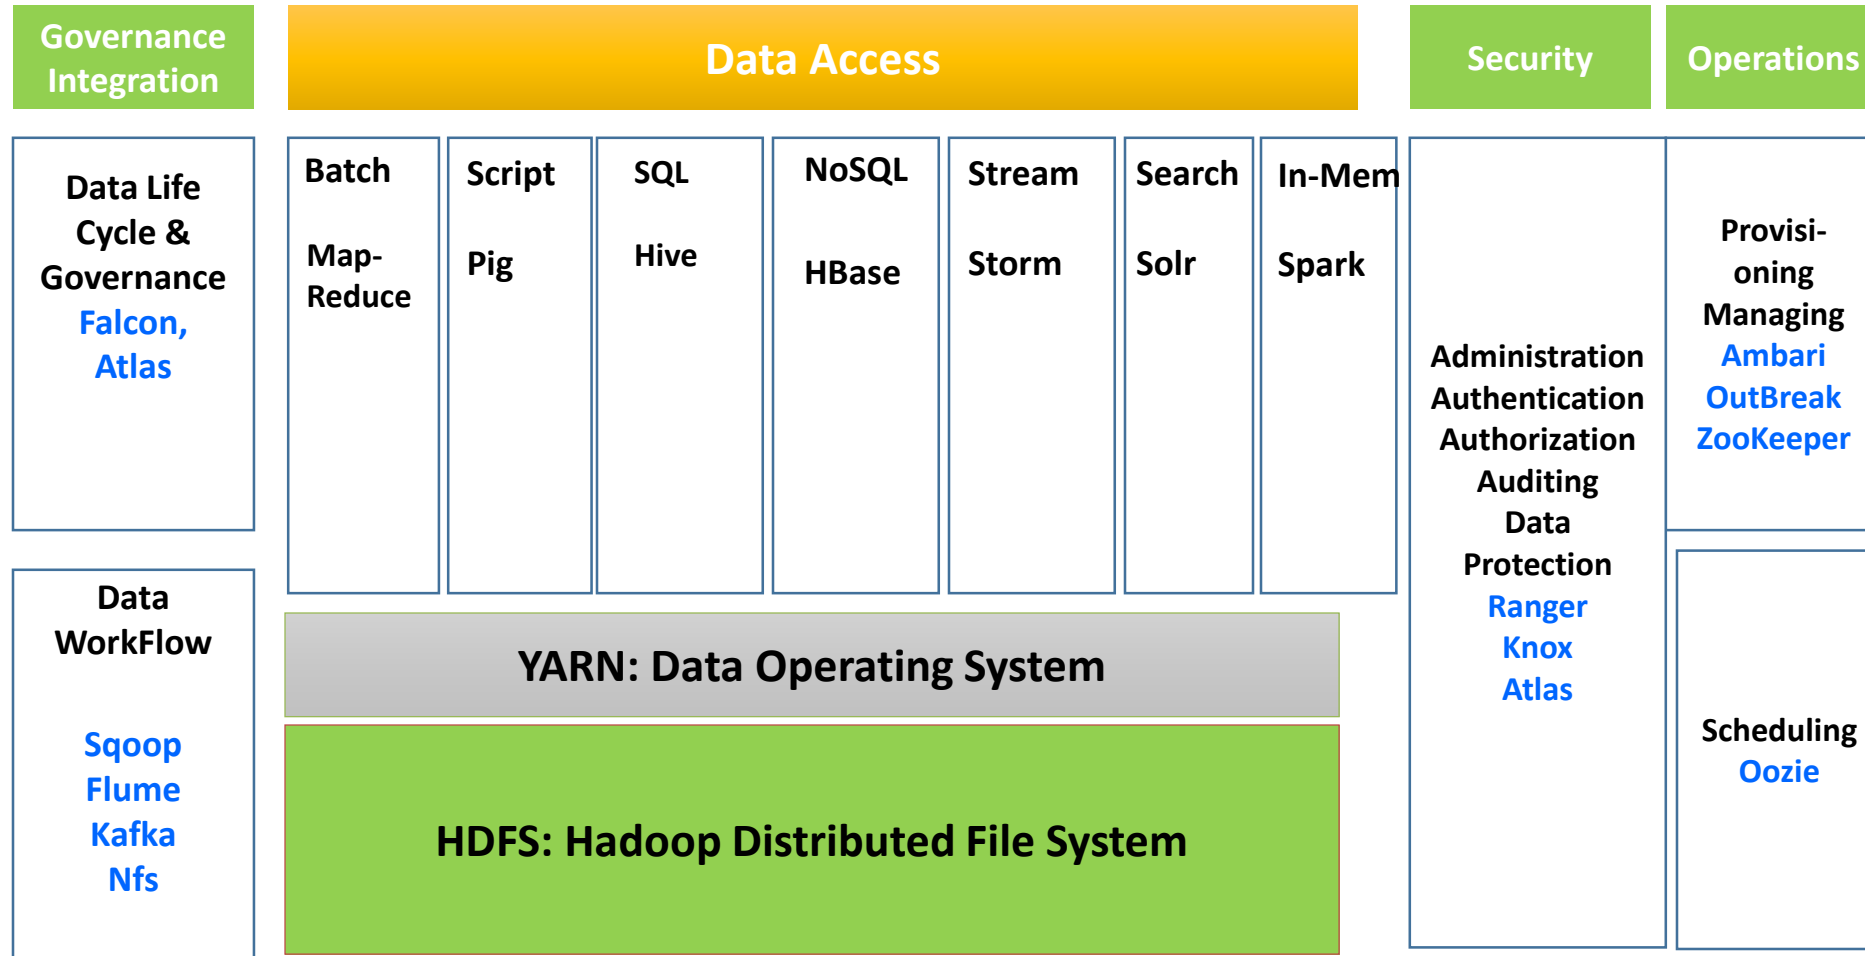 Governance
Integration
Data Access
Security
Operations
Data Life
Cycle &
Governance
Falcon,
Atlas
Data
WorkFlow
Sqoop
Flume
Kafka
Nfs
Batch
Map-
Reduce
Script
Pig
SQL
Hive
NoSQL
HBase
Stream
Storm
Search
Solr
In-Mem
Spark
YARN: Data Operating System
HDFS: Hadoop Distributed File System
Administration
Authentication
Authorization
Auditing
Data
Protection
Ranger
Knox
Atlas
Provisi-
oning
Managing
Ambari
OutBreak
ZooKeeper
Scheduling
Oozie